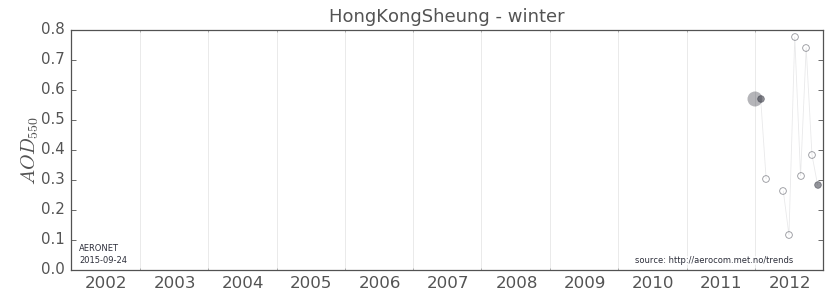 HongKongSheung - winter
0.8
0.7
0.6
0.5
0.4
0.3
0.2
0.1
0.0
AOD550
AERONET
2015-09-24
source: http://aerocom.met.no/trends
2002 2003 2004 2005 2006 2007 2008 2009 2010 2011 2012